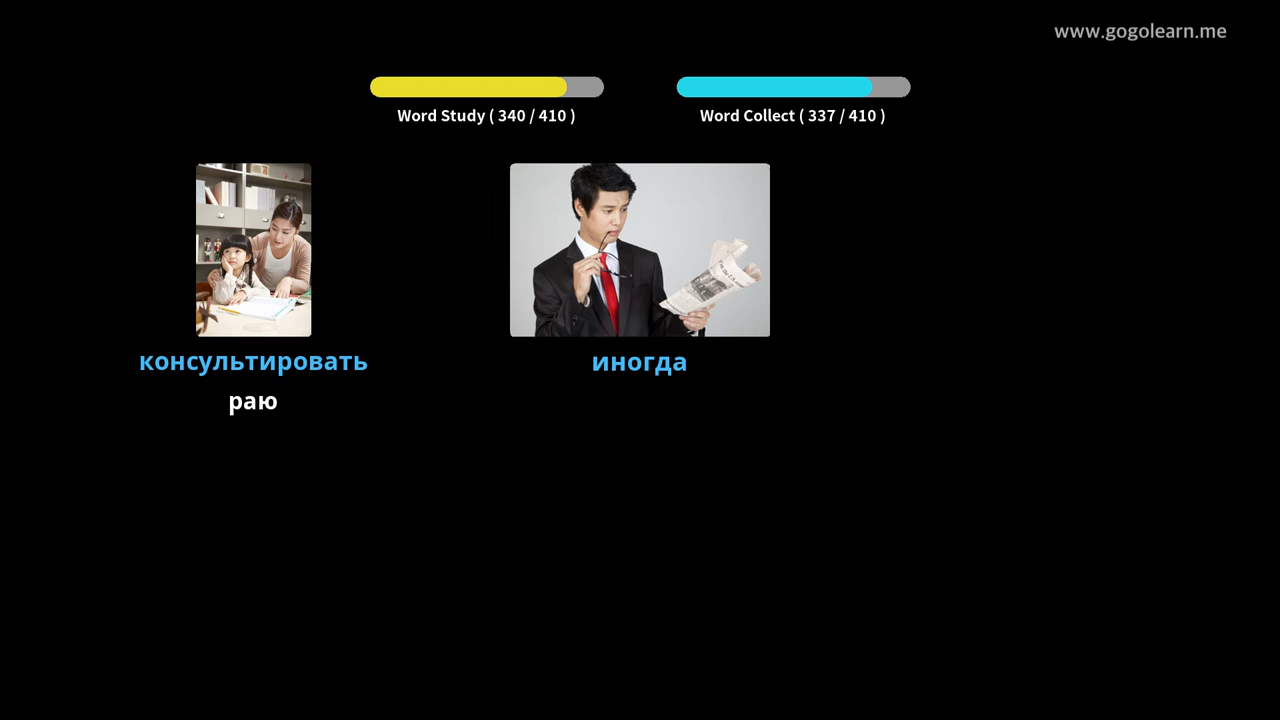 www.gogolearn.me
Word Study ( 340 / 410 )
Word Collect ( 337 / 410 )
консультировать
раю
иногда